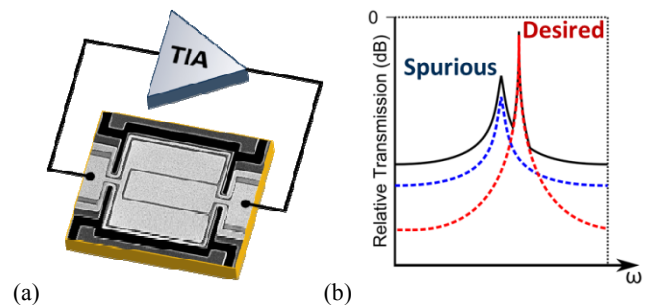 TIA
(a)
0
Desired
Spurious
Relative Transmission (dB)
ω
(b)